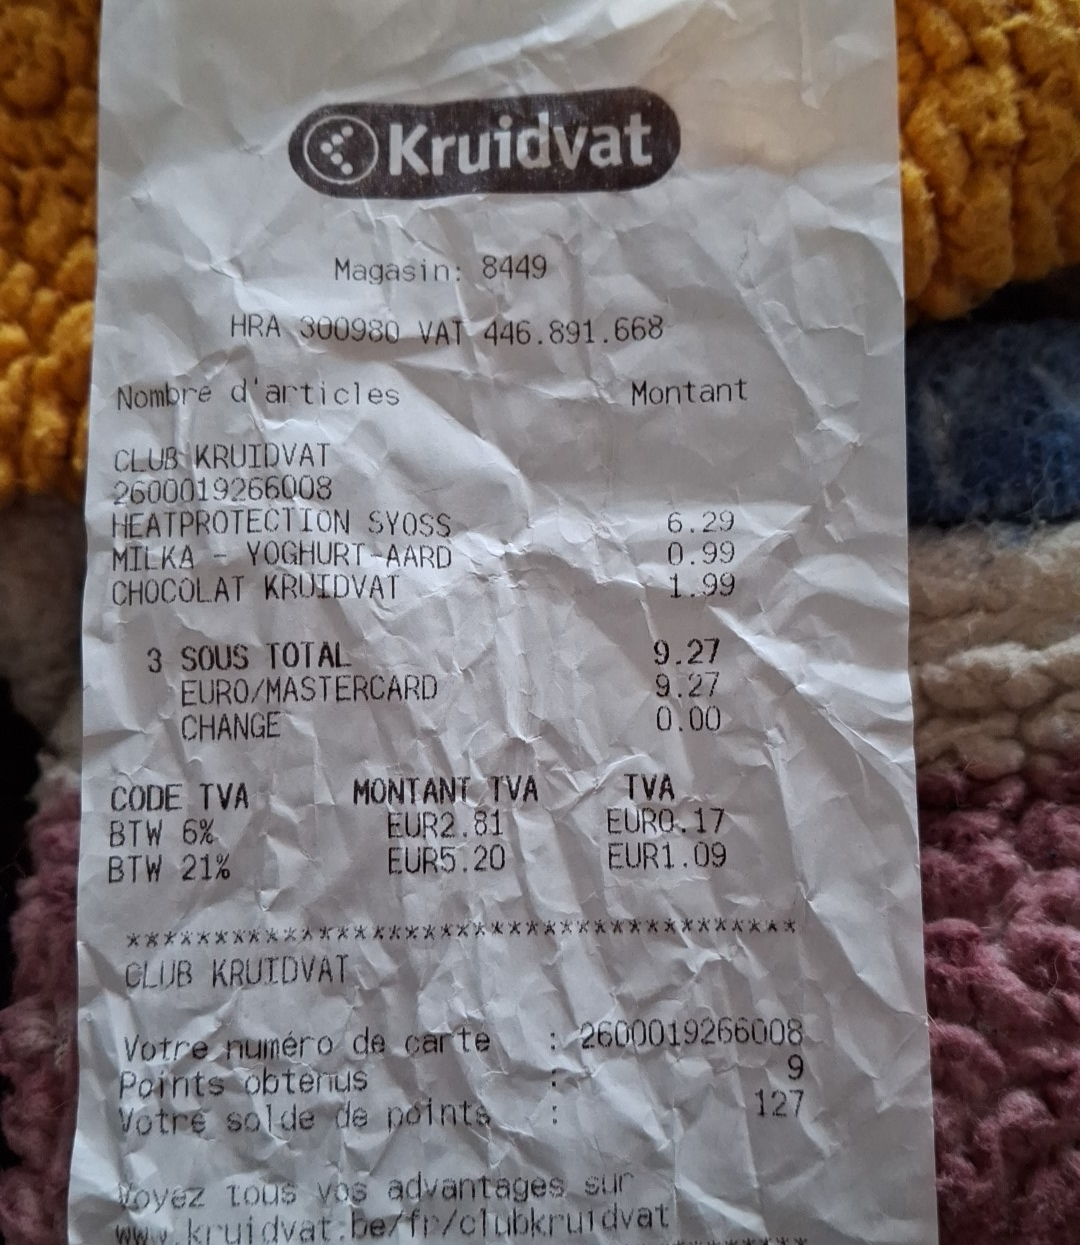 Kruidvat
Magasin: 8449
HRA 300980 VAT 446.891.668
Nombre d'articles Montant
CLUB KRUIDVAT
2600019266008
HEATPROTECTION SYOSS 6.29
MILKA - YOGHURT-AARD 0.99
CHOCOLAT KRUIDVAT 1.99
3 SOUS TOTAL 9.27
EURO/MASTERCARD 9.27
CHANGE 0.00
CODE TVA MONTANT TVA TVA
BTW 6% EUR2.81 EUR0.17
BTW 21% EUR5.20 EUR1.09
***************************************
CLUB KRUIDVAT
Votre numéro de carte : 2600019266008
Points obtenus : 9
Votre solde de points : 127
Voyez tous vos advantages sur
www.kruidvat.be/fr/clubkruidvat